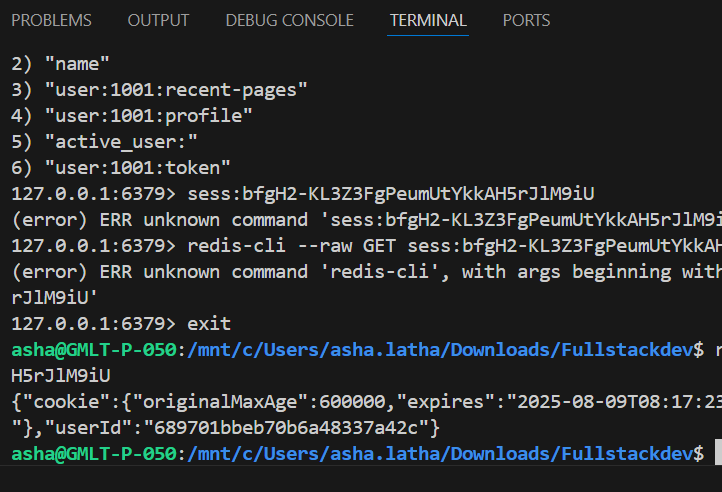 PROBLEMS OUTPUT DEBUG CONSOLE TERMINAL PORTS
2) "name"
3) "user:1001:recent-pages"
4) "user:1001:profile"
5) "active_user:"
6) "user:1001:token"
127.0.0.1:6379> sess:bfgH2-KL3Z3FgPeumUtYkkAH5rJlM9iU
(error) ERR unknown command 'sess:bfgH2-KL3Z3FgPeumUtYkkAH5rJlM9i
127.0.0.1:6379> redis-cli --raw GET sess:bfgH2-KL3Z3FgPeumUtYkkAH
(error) ERR unknown command 'redis-cli', with args beginning with
rJlM9iU'
127.0.0.1:6379> exit
asha@GMLT-P-050:/mnt/c/Users/asha.latha/Downloads/Fullstackdev$ r
H5rJlM9iU
{"cookie":{"originalMaxAge":600000,"expires":"2025-08-09T08:17:23
"},"userId":"689701bbeb70b6a48337a42c"}
asha@GMLT-P-050:/mnt/c/Users/asha.latha/Downloads/Fullstackdev$